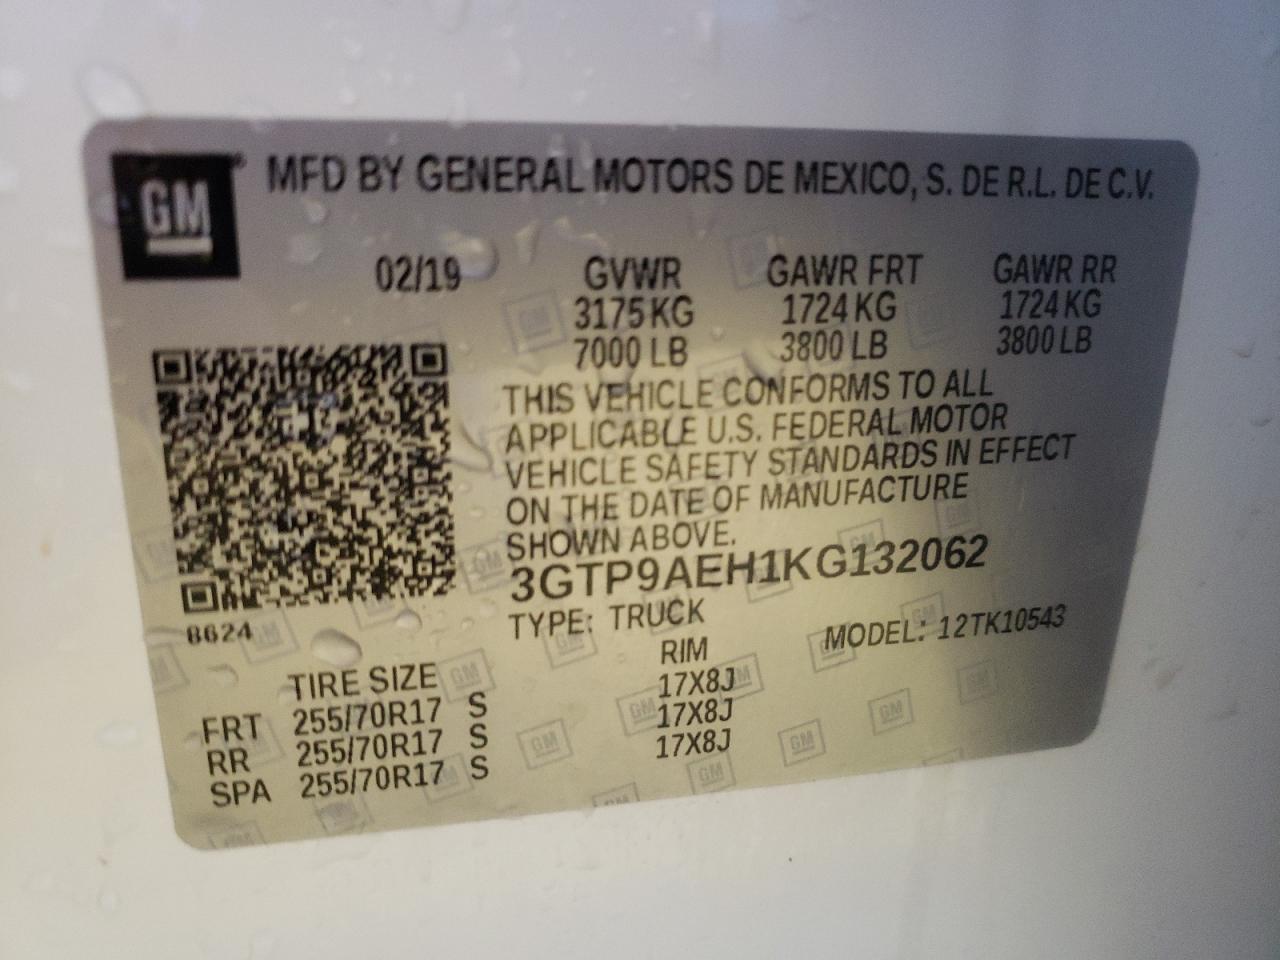 GM
MFD BY GENERAL MOTORS DE MEXICO, S. DE R.L. DE C.V.
02/19 GVWR GAWR FRT GAWR RR
3175 KG 1724 KG 1724 KG
7000 LB 3800 LB 3800 LB
THIS VEHICLE CONFORMS TO ALL
APPLICABLE U.S. FEDERAL MOTOR
VEHICLE SAFETY STANDARDS IN EFFECT
ON THE DATE OF MANUFACTURE
SHOWN ABOVE.
3GTP9AEH1KG132062
8624
TYPE: TRUCK MODEL: 12TK10543
TIRE SIZE RIM
FRT 255/70R17 S 17X8J
RR 255/70R17 S 17X8J
SPA 255/70R17 S 17X8J